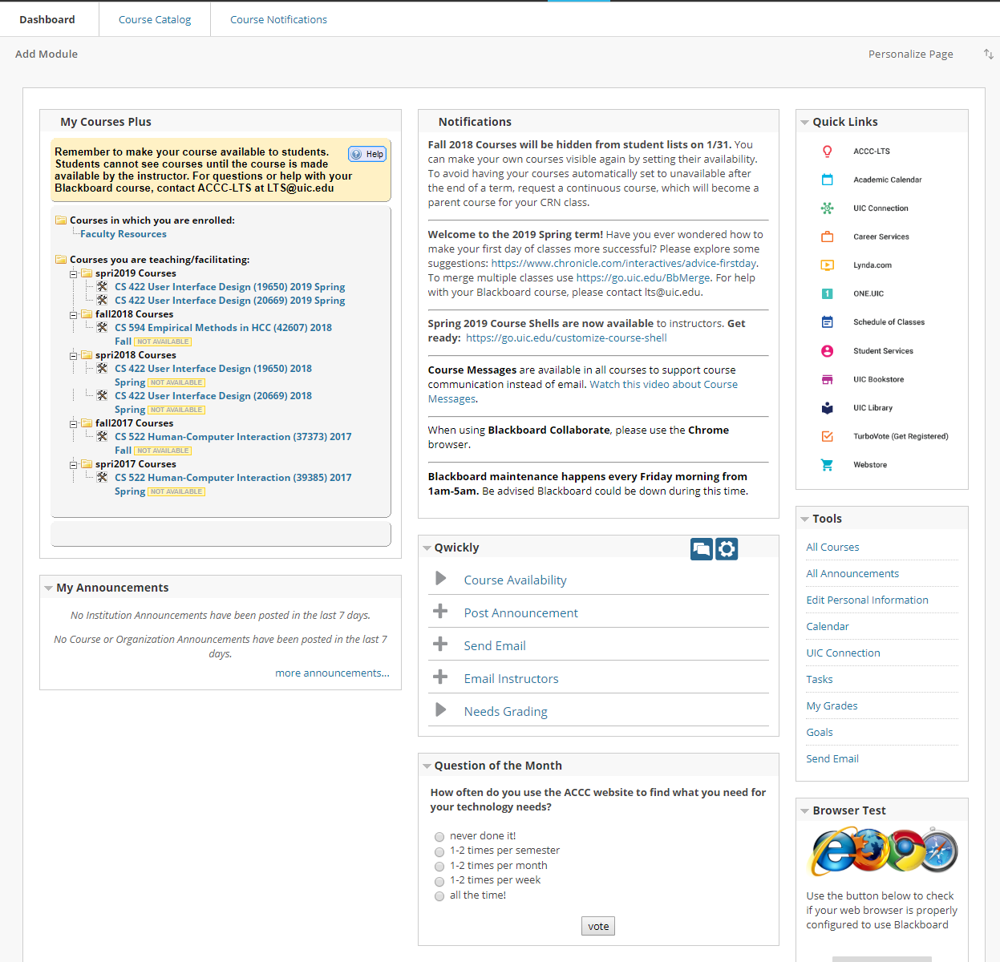 Dashboard
Course Catalog
Course Notifications
Add Module
Personalize Page
My Courses Plus
Remember to make your course available to students.
Students cannot see courses until the course is made
available by the instructor. For questions or help with your
Blackboard course, contact ACCC-LTS at LTS@uic.edu
Help
Courses in which you are enrolled:
Faculty Resources
Courses you are teaching/facilitating:
spri2019 Courses
CS 422 User Interface Design (19650) 2019 Spring
CS 422 User Interface Design (20669) 2019 Spring
fall2018 Courses
CS 594 Empirical Methods in HCC (42607) 2018
Fall NOT AVAILABLE
spri2018 Courses
CS 422 User Interface Design (19650) 2018
Spring NOT AVAILABLE
CS 422 User Interface Design (20669) 2018
Spring NOT AVAILABLE
fall2017 Courses
CS 522 Human-Computer Interaction (37373) 2017
Fall NOT AVAILABLE
spri2017 Courses
CS 522 Human-Computer Interaction (39385) 2017
Spring NOT AVAILABLE
My Announcements
No Institution Announcements have been posted in the last 7 days.
No Course or Organization Announcements have been posted in the last 7
days.
more announcements...
Notifications
Fall 2018 Courses will be hidden from student lists on 1/31. You
can make your own courses visible again by setting their availability.
To avoid having your courses automatically set to unavailable after
the end of a term, request a continuous course, which will become a
parent course for your CRN class.
Welcome to the 2019 Spring term! Have you ever wondered how to
make your first day of classes more successful? Please explore some
suggestions: https://www.chronicle.com/interactives/advice-firstday.
To merge multiple classes use https://go.uic.edu/BbMerge. For help
with your Blackboard course, please contact lts@uic.edu.
Spring 2019 Course Shells are now available to instructors. Get
ready: https://go.uic.edu/customize-course-shell
Course Messages are available in all courses to support course
communication instead of email. Watch this video about Course
Messages.
When using Blackboard Collaborate, please use the Chrome
browser.
Blackboard maintenance happens every Friday morning from
1am-5am. Be advised Blackboard could be down during this time.
Qwickly
Course Availability
Post Announcement
Send Email
Email Instructors
Needs Grading
Question of the Month
How often do you use the ACCC website to find what you need for
your technology needs?
never done it!
1-2 times per semester
1-2 times per month
1-2 times per week
all the time!
vote
Quick Links
ACCC-LTS
Academic Calendar
UIC Connection
Career Services
Lynda.com
1 ONE.UIC
Schedule of Classes
Student Services
UIC Bookstore
UIC Library
TurboVote (Get Registered)
Webstore
Tools
All Courses
All Announcements
Edit Personal Information
Calendar
UIC Connection
Tasks
My Grades
Goals
Send Email
Browser Test
Use the button below to check
if your web browser is properly
configured to use Blackboard